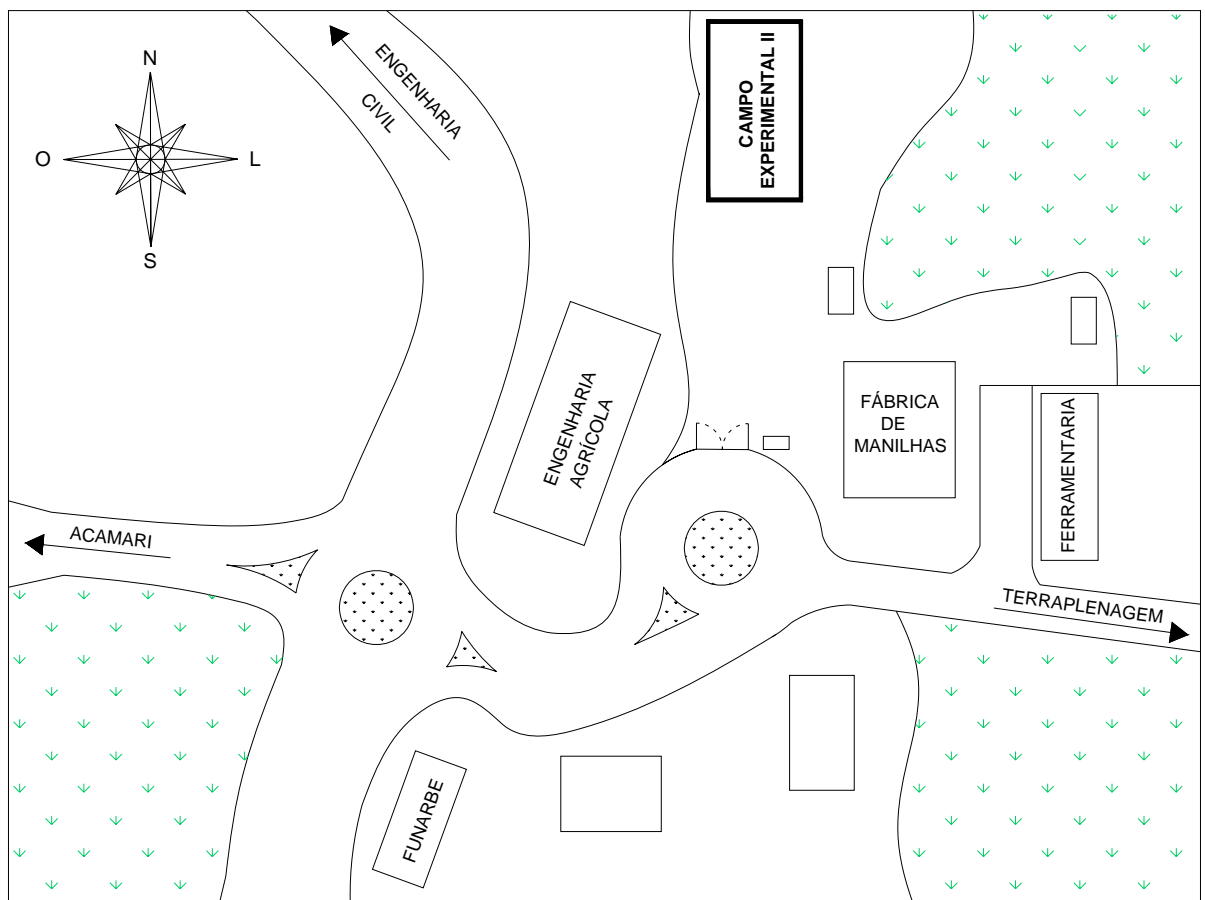 N
O
L
S
ENGENHARIA
CIVIL
CAMPO
EXPERIMENTAL II
ENGENHARIA
AGRÍCOLA
FÁBRICA
DE
MANILHAS
FERRAMENTARIA
ACAMARI
TERRAPLENAGEM
FUNARBE